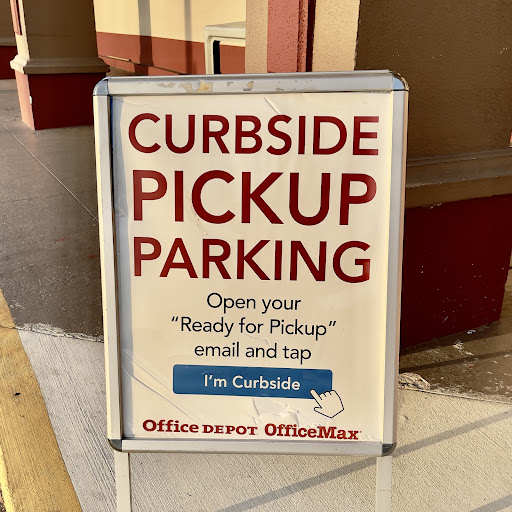 CURBSIDE
PICKUP
PARKING
Open your
“Ready for Pickup”
email and tap
I'm Curbside
Office DEPOT OfficeMax